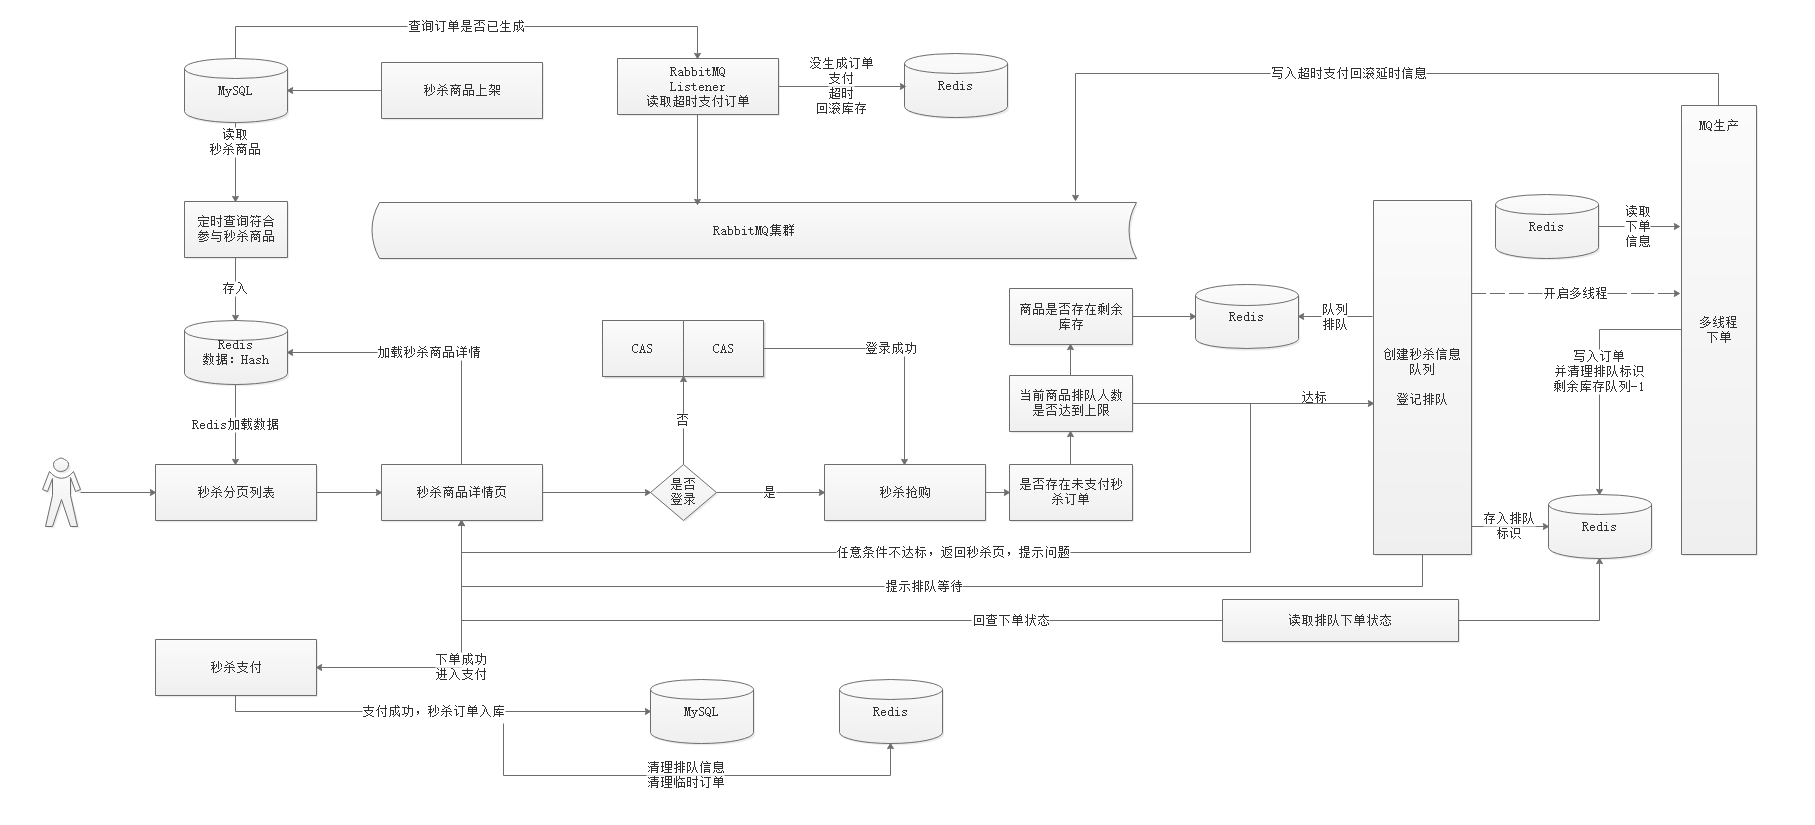 查询订单是否已生成
MySQL
秒杀商品上架
RabbitMQ
Listener
读取超时支付订单
没生成订单
支付
超时
回滚库存
Redis
写入超时支付回滚延时信息
MQ生产
读取
秒杀商品
定时查询符合
参与秒杀商品
RabbitMQ集群
Redis
读取
下单
信息
存入
开启多线程
商品是否存在剩余
库存
Redis
队列
排队
多线程
下单
Redis
数据：Hash
加载秒杀商品详情
CAS
CAS
登录成功
创建秒杀信息
队列
登记排队
写入订单
并清理排队标识
剩余库存队列-1
当前商品排队人数
是否达到上限
达标
Redis加载数据
否
秒杀分页列表
秒杀商品详情页
是否
登录
是
秒杀抢购
是否存在未支付秒
杀订单
存入排队
标识
Redis
任意条件不达标，返回秒杀页，提示问题
提示排队等待
回查下单状态
读取排队下单状态
秒杀支付
下单成功
进入支付
支付成功，秒杀订单入库
MySQL
Redis
清理排队信息
清理临时订单